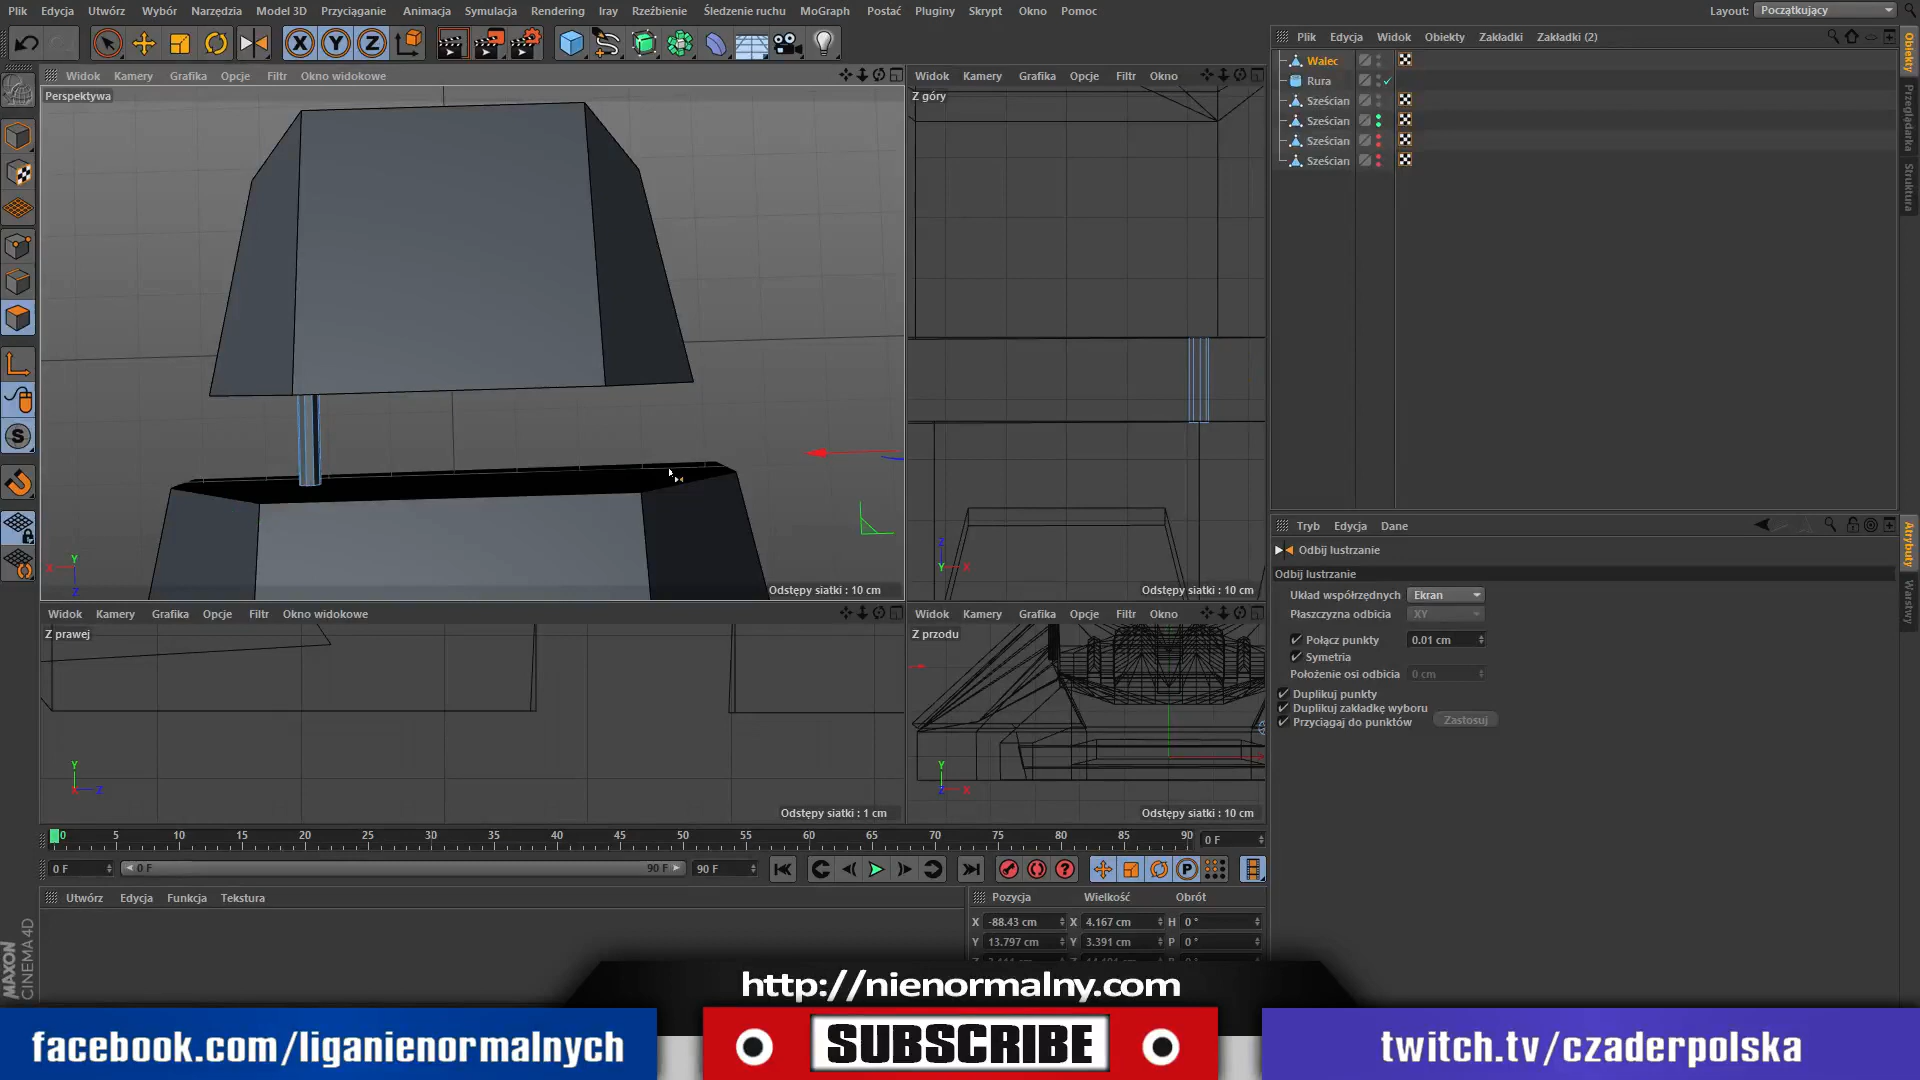 Plik Edycja Utwórz Wybór Narzędzia Model 3D Przyciąganie Animacja Symulacja Rendering Iray Rzeźbienie Śledzenie ruchu MoGraph Postać Pluginy Skrypt Okno Pomoc Layout: Początkujący
X Y Z
Widok Kamery Grafika Opcje Filtr Okno widokowe
Perspektywa
Odstępy siatki : 10 cm
Widok Kamery Grafika Opcje Filtr Okno
Z góry
Odstępy siatki : 10 cm
Widok Kamery Grafika Opcje Filtr Okno widokowe
Z prawej
Odstępy siatki : 1 cm
Widok Kamery Grafika Opcje Filtr Okno
Z przodu
Odstępy siatki : 10 cm
Plik Edycja Widok Obiekty Zakładki Zakładki (2)
Walec
Rura
Sześcian
Sześcian
Sześcian
Sześcian
Obiekty
Przeglądarka
Struktura
Tryb Edycja Dane
Odbij lustrzanie
Odbij lustrzanie
Układ współrzędnych Ekran
Płaszczyzna odbicia XY
Połącz punkty 0.01 cm
Symetria
Położenie osi odbicia 0 cm
Duplikuj punkty
Duplikuj zakładkę wyboru
Przyciągaj do punktów Zastosuj
Atrybuty
Warstwy
0 5 10 15 20 25 30 35 40 45 50 55 60 65 70 75 80 85 90 0 F
0 F 0 F 90 F 90 F
Utwórz Edycja Funkcja Tekstura
Pozycja Wielkość Obrót
X -88.43 cm X 4.167 cm H 0 °
Y 13.797 cm Y 3.391 cm P 0 °
MAXON
CINEMA 4D
http://nienormalny.com
facebook.com/liganienormalnych
SUBSCRIBE
twitch.tv/czaderpolska